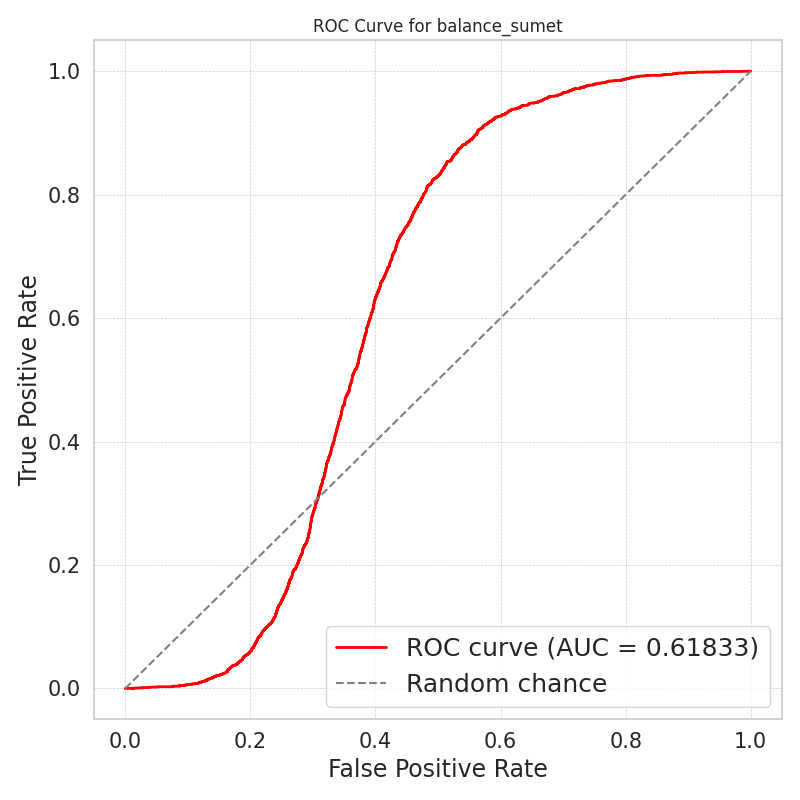 ROC Curve for balance_sumet
True Positive Rate
1.0
0.8
0.6
0.4
0.2
0.0
ROC curve (AUC = 0.61833)
Random chance
0.0 0.2 0.4 0.6 0.8 1.0
False Positive Rate